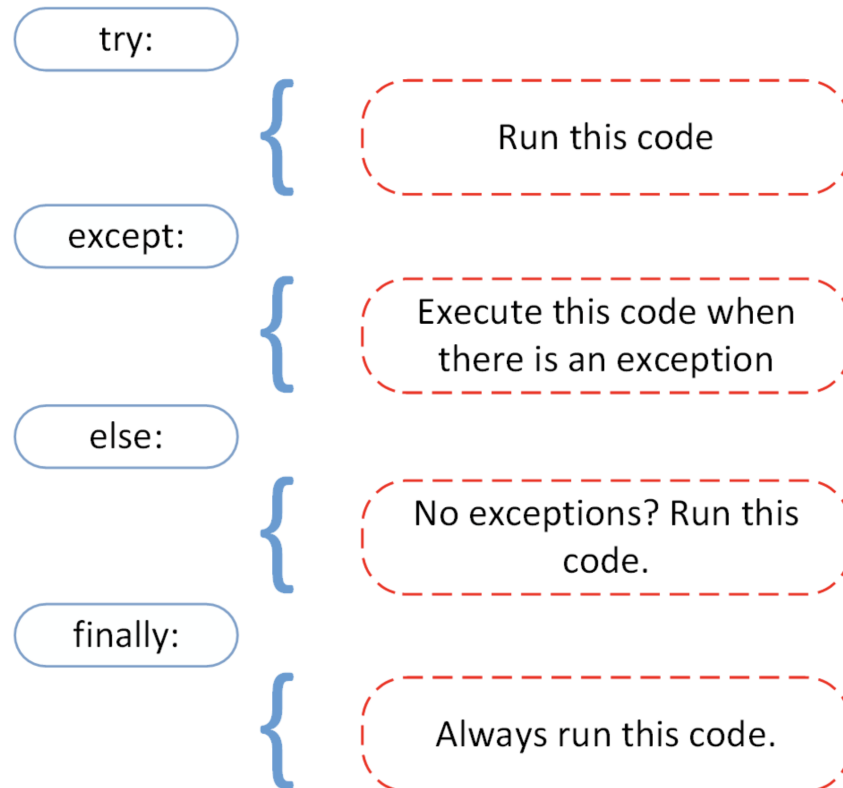 try:
Run this code
except:
Execute this code when
there is an exception
else:
No exceptions? Run this
code.
finally:
Always run this code.